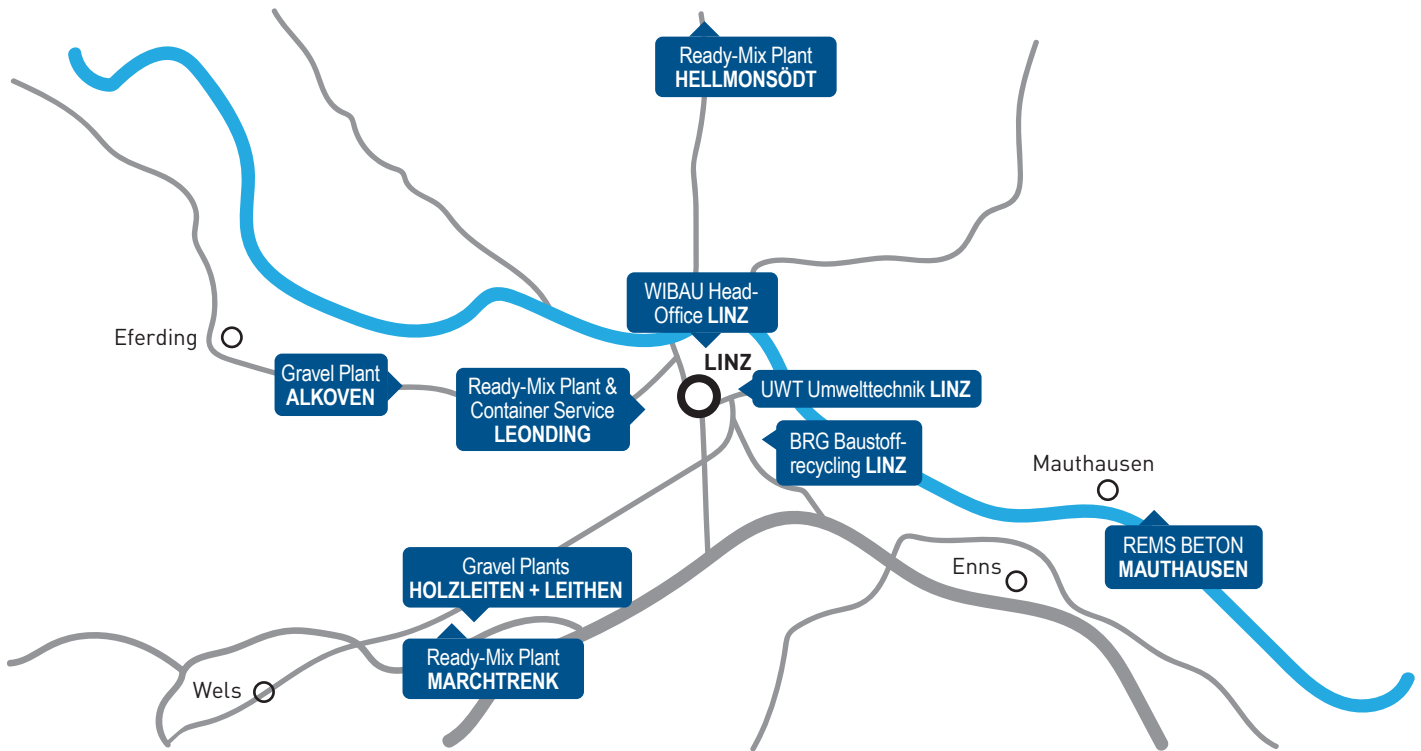 Ready-Mix Plant
HELLMONSÖDT
WIBAU Head-
Office LINZ
Eferding
LINZ
Gravel Plant
ALKOVEN
Ready-Mix Plant &
Container Service
LEONDING
UWT Umwelttechnik LINZ
BRG Baustoff-
recycling LINZ
Mauthausen
REMS BETON
MAUTHAUSEN
Gravel Plants
HOLZLEITEN + LEITHEN
Enns
Ready-Mix Plant
MARCHTRENK
Wels